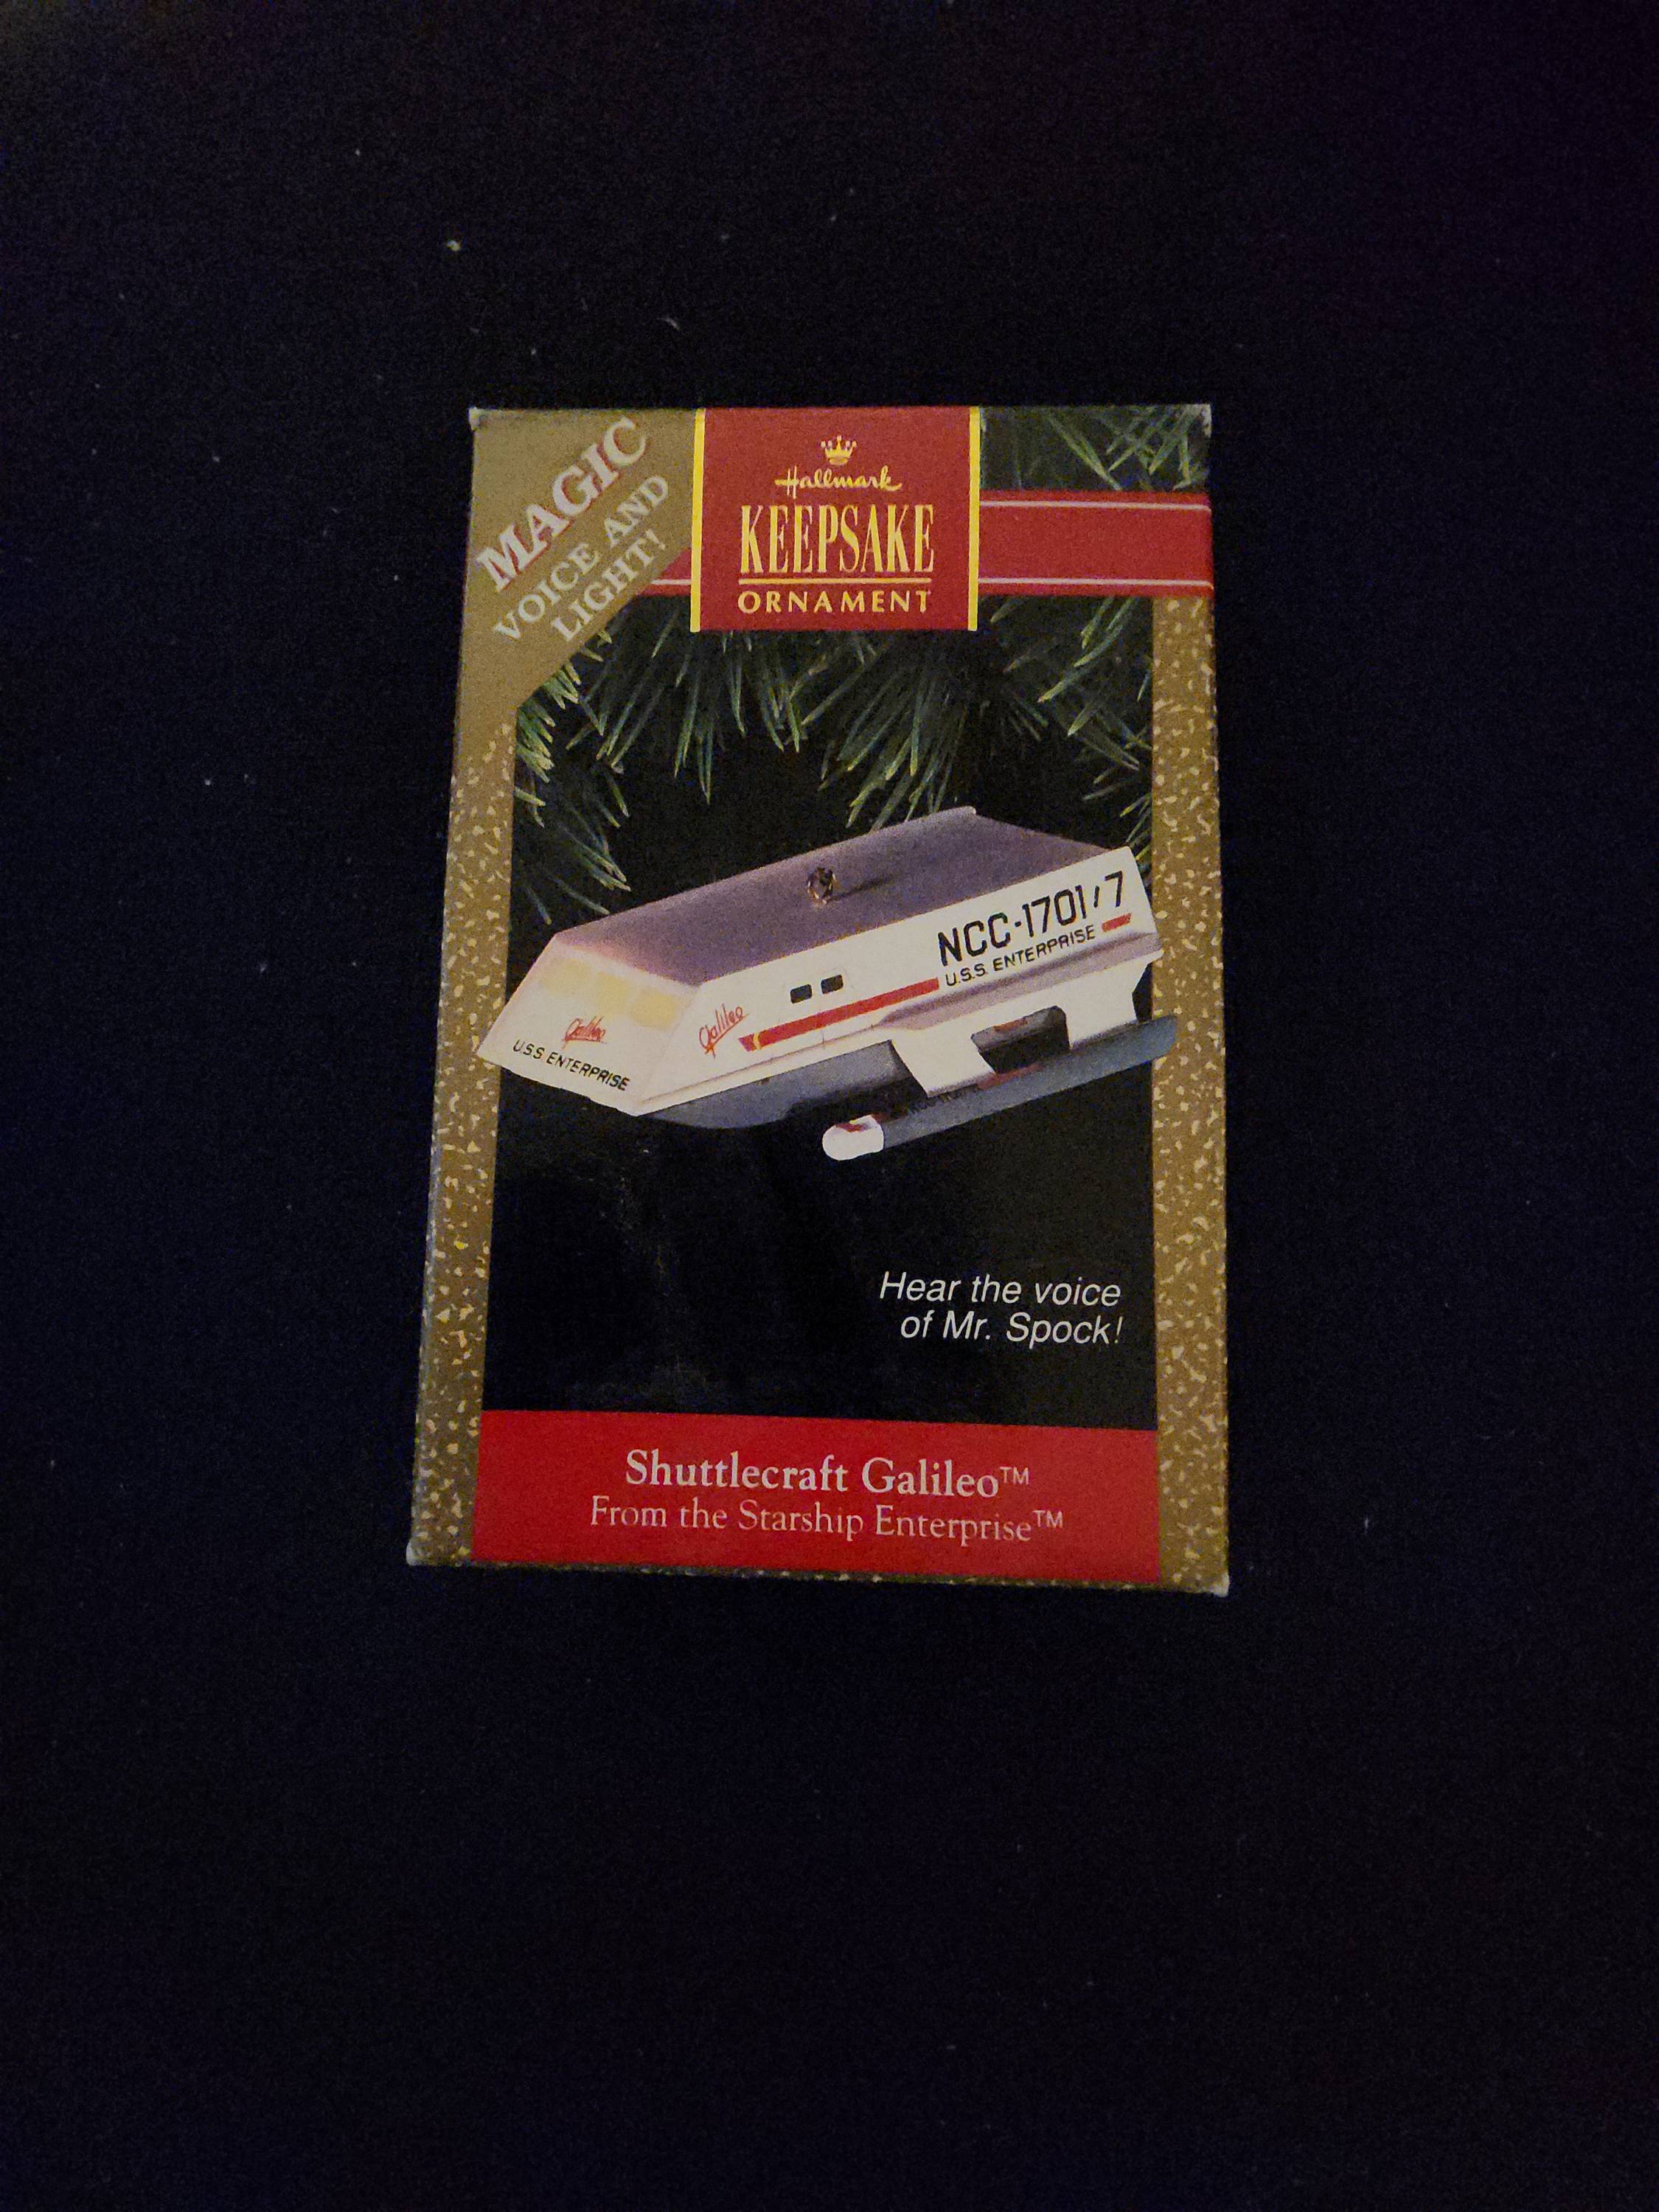 MAGIC
VOICE AND
LIGHT!
Hallmark
KEEPSAKE
ORNAMENT
NCC-1701/7
U.S.S. ENTERPRISE
Galileo
Galileo
U.S.S. ENTERPRISE
Hear the voice
of Mr. Spock!
Shuttlecraft Galileo™
From the Starship Enterprise™